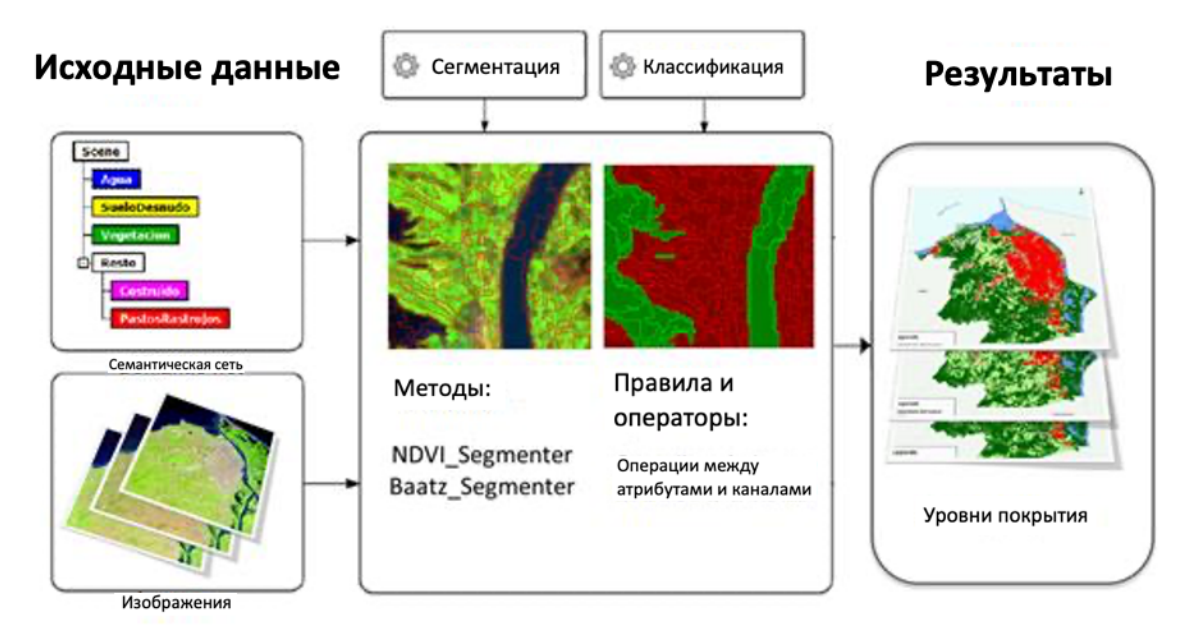 Исходные данные
Сегментация
Классификация
Результаты
Scene
Agua
SueloDesnudo
Vegetacion
Resto
Costruido
PastosRastrojos
Семантическая сеть
Изображения
Методы:
NDVI_Segmenter
Baatz_Segmenter
Правила и
операторы:
Операции между
атрибутами и каналами
Уровни покрытия